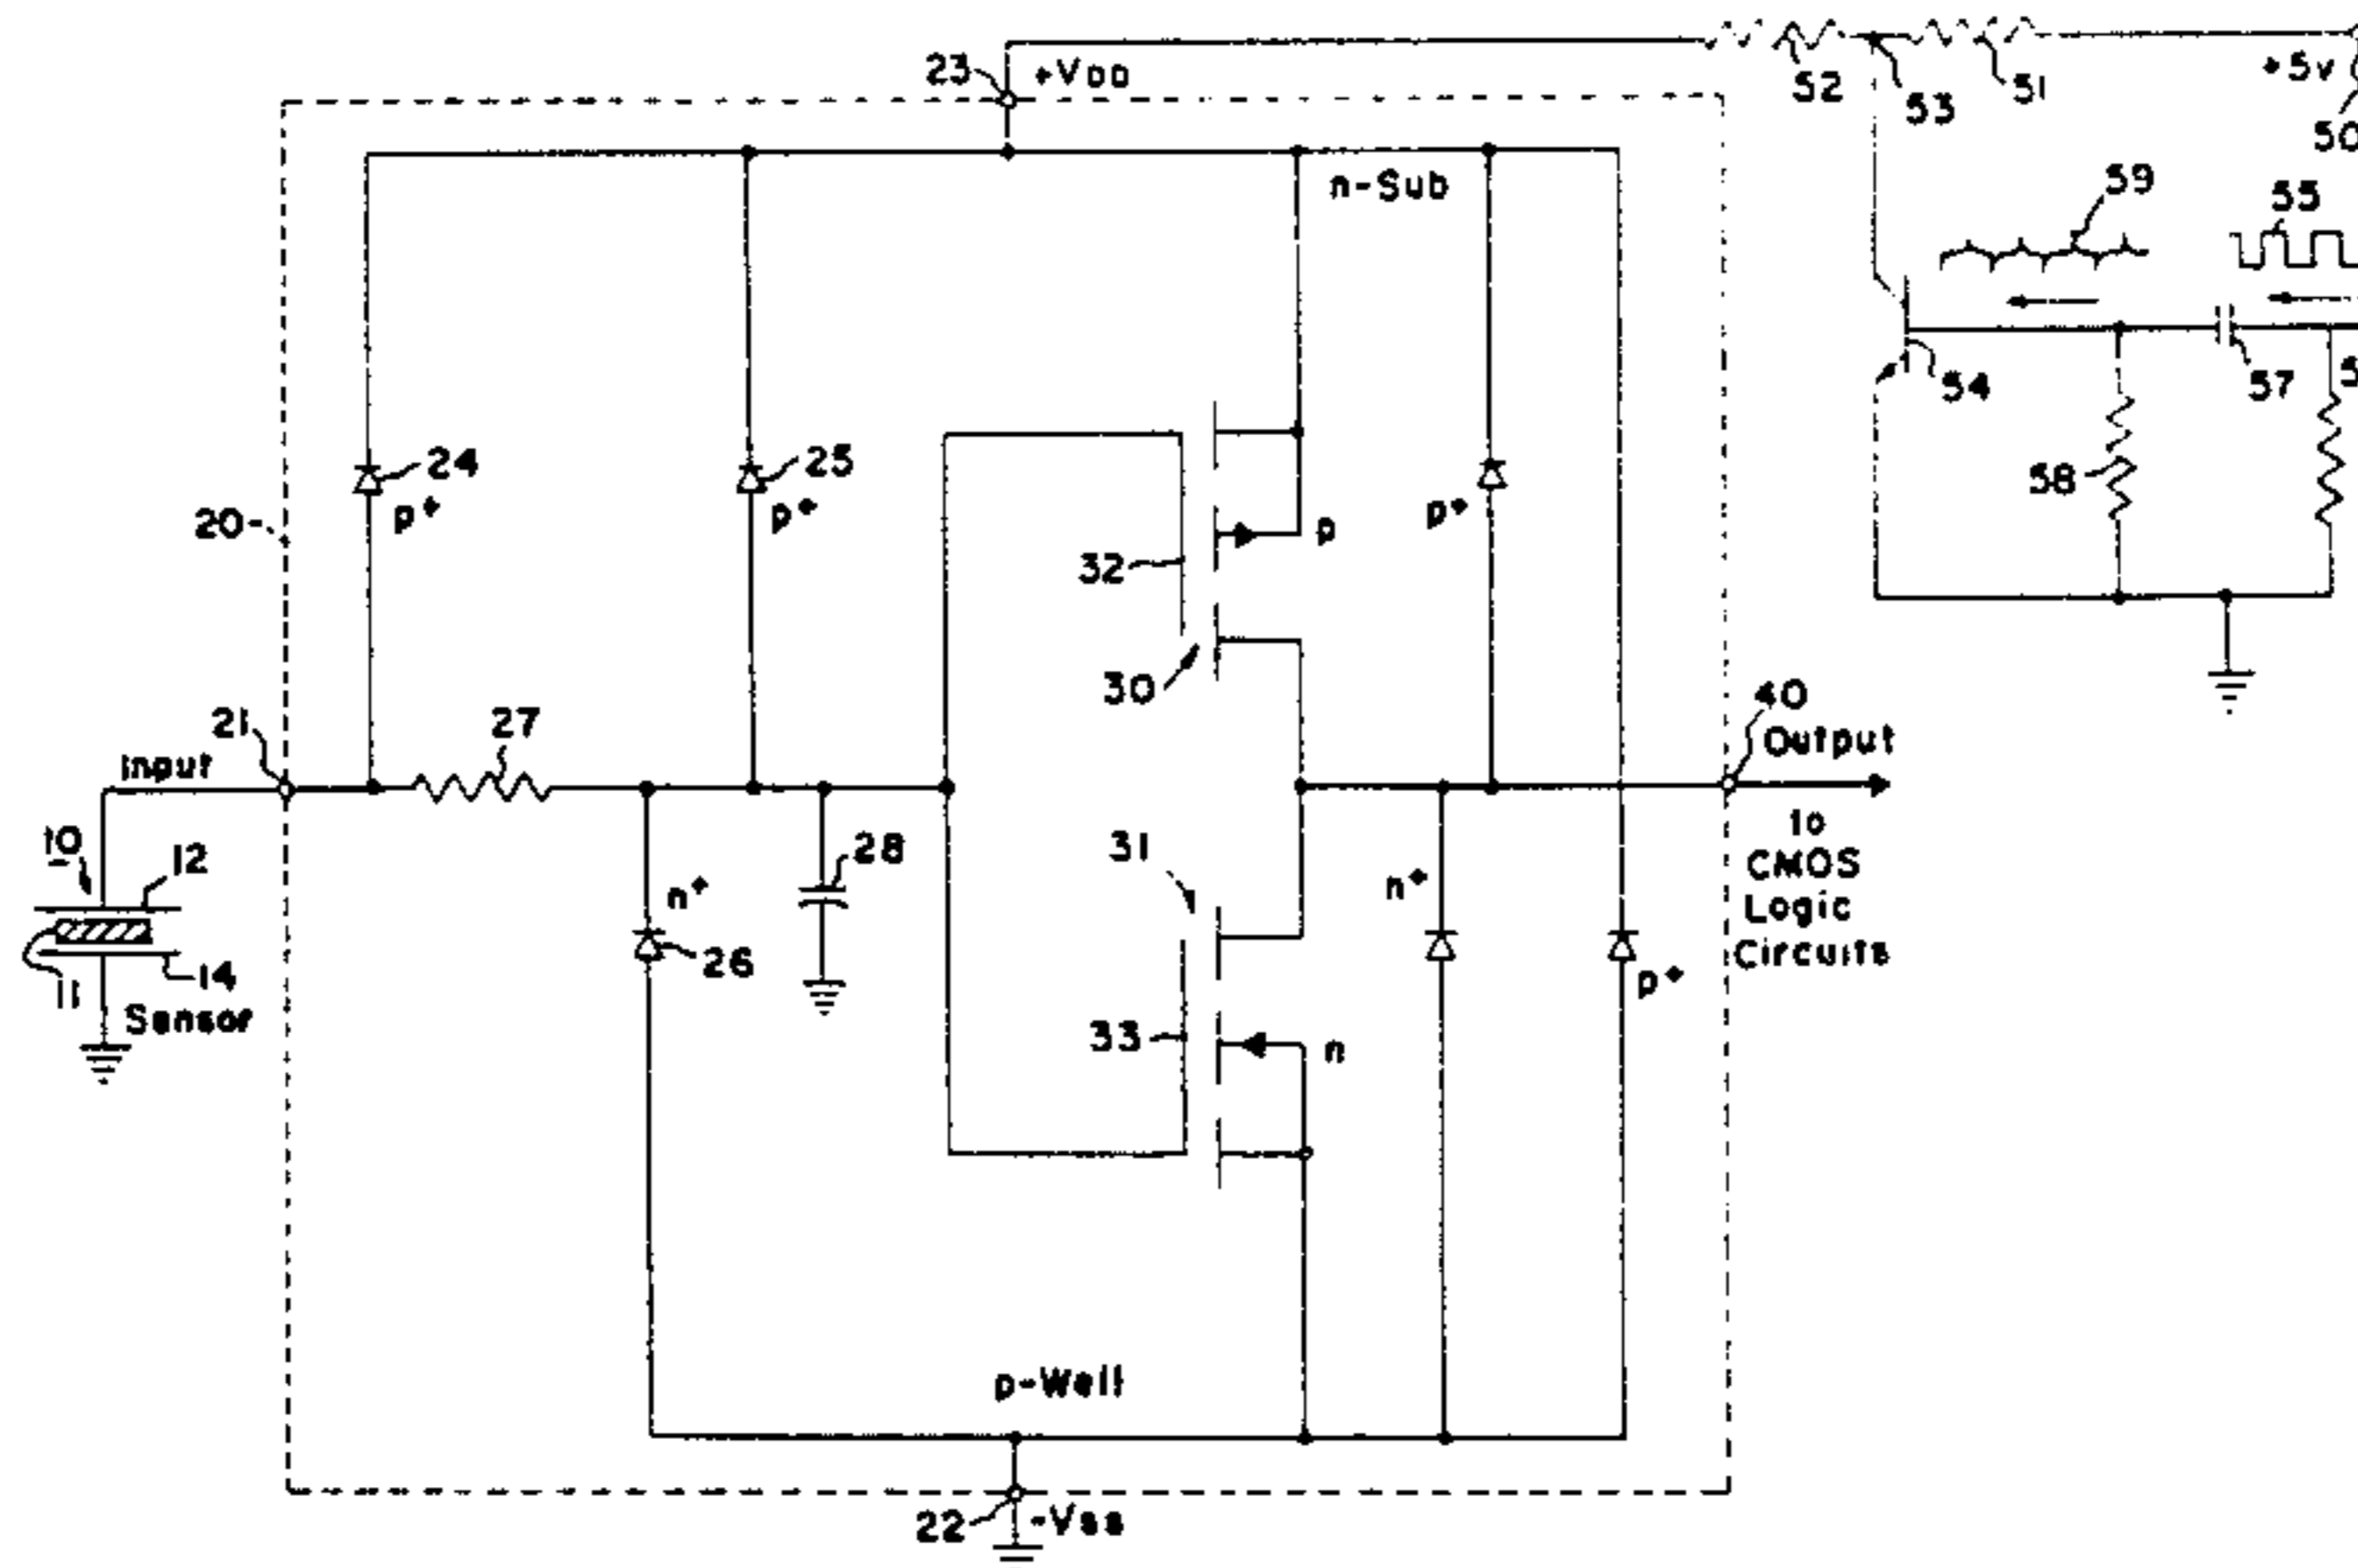 23
+VDD
52
53
51
+5v
50
n-Sub
59
55
24
p+
25
p+
p+
20
p
32
54
57
58
30
21
Input
27
40
Output
to
CMOS
Logic
Circuits
10
12
11
14
Sensor
n+
28
26
31
n+
p+
33
n
p-Well
22
-Vss